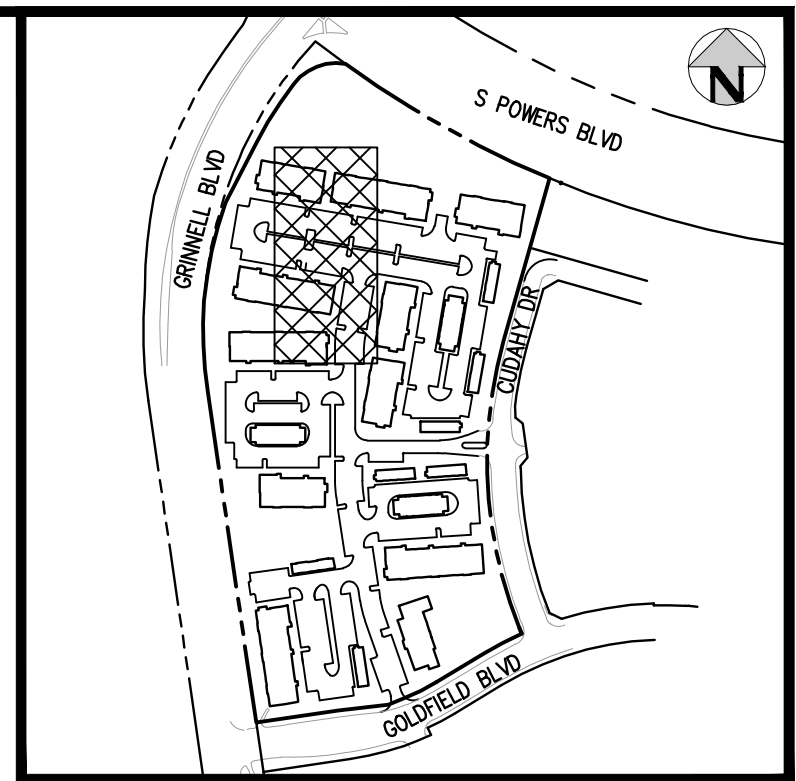 N
S POWERS BLVD
GRINNELL BLVD
CUDAHY DR
GOLDFIELD BLVD